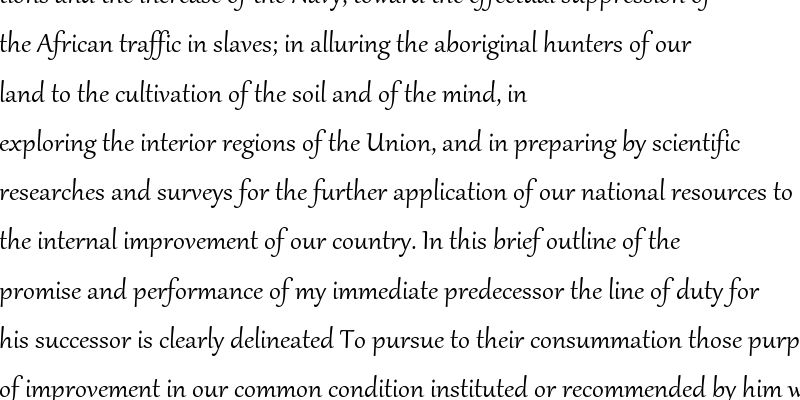 tions and the increase of the Navy, toward the effectual suppression of
the African traffic in slaves; in alluring the aboriginal hunters of our
land to the cultivation of the soil and of the mind, in
exploring the interior regions of the Union, and in preparing by scientific
researches and surveys for the further application of our national resources to
the internal improvement of our country. In this brief outline of the
promise and performance of my immediate predecessor the line of duty for
his successor is clearly delineated To pursue to their consummation those purp
of improvement in our common condition instituted or recommended by him w